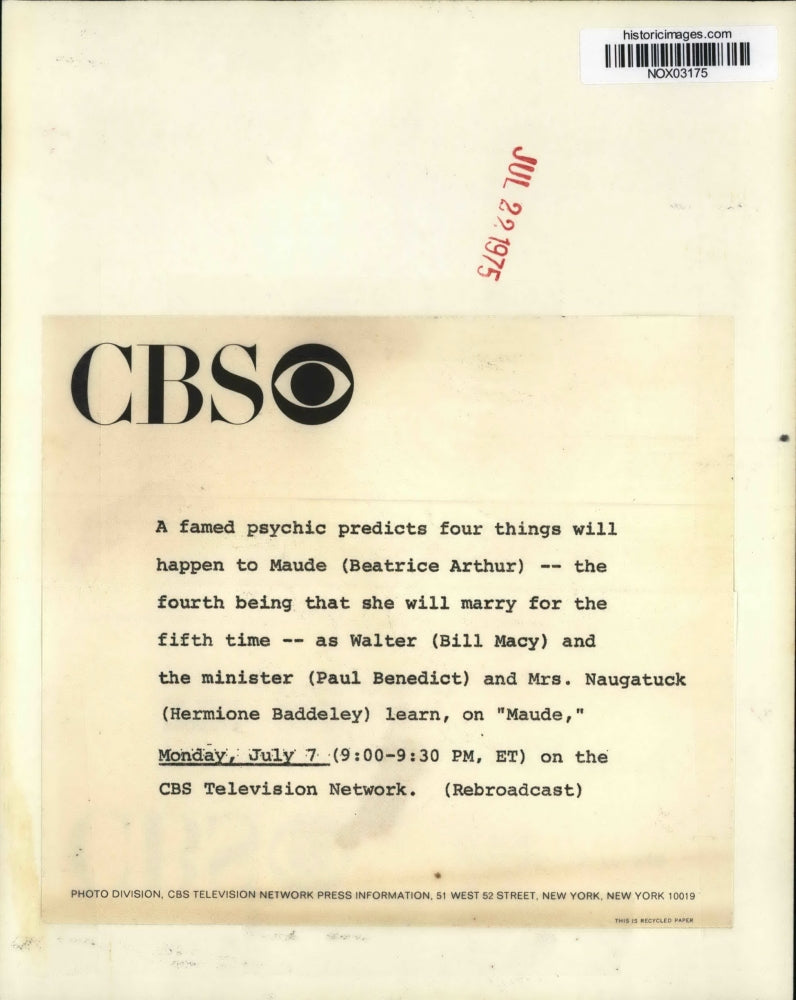 historicimages.com
NOX03175
JUL 22 1975
CBS
A famed psychic predicts four things will
happen to Maude (Beatrice Arthur) -- the
fourth being that she will marry for the
fifth time -- as Walter (Bill Macy) and
the minister (Paul Benedict) and Mrs. Naugatuck
(Hermione Baddeley) learn, on "Maude,"
Monday, July 7 (9:00-9:30 PM, ET) on the
CBS Television Network. (Rebroadcast)
PHOTO DIVISION, CBS TELEVISION NETWORK PRESS INFORMATION, 51 WEST 52 STREET, NEW YORK, NEW YORK 10019
THIS IS RECYCLED PAPER